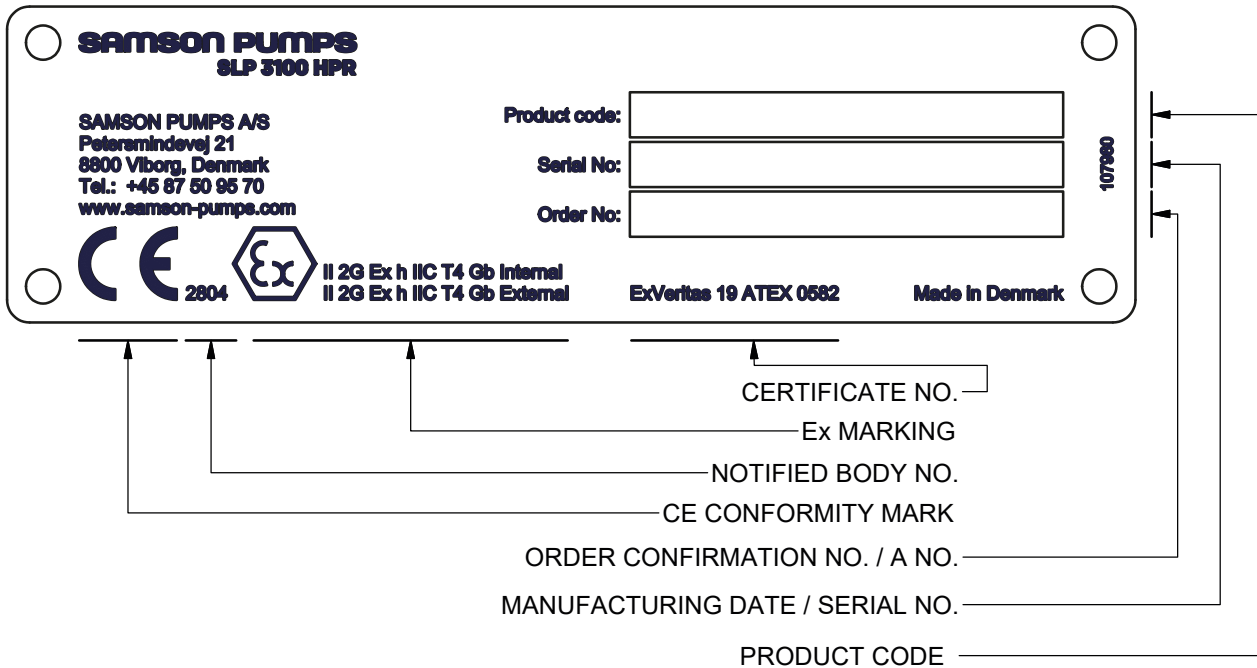 SAMSON PUMPS
SLP 3100 HPR
SAMSON PUMPS A/S
Petersmindevej 21
8800 Viborg, Denmark
Tel.: +45 87 50 95 70
www.samson-pumps.com
Product code:
Serial No:
Order No:
107980
CE 2804 Ex
II 2G Ex h IIC T4 Gb Internal
II 2G Ex h IIC T4 Gb External
ExVeritas 19 ATEX 0582
Made in Denmark
CERTIFICATE NO.
Ex MARKING
NOTIFIED BODY NO.
CE CONFORMITY MARK
ORDER CONFIRMATION NO. / A NO.
MANUFACTURING DATE / SERIAL NO.
PRODUCT CODE